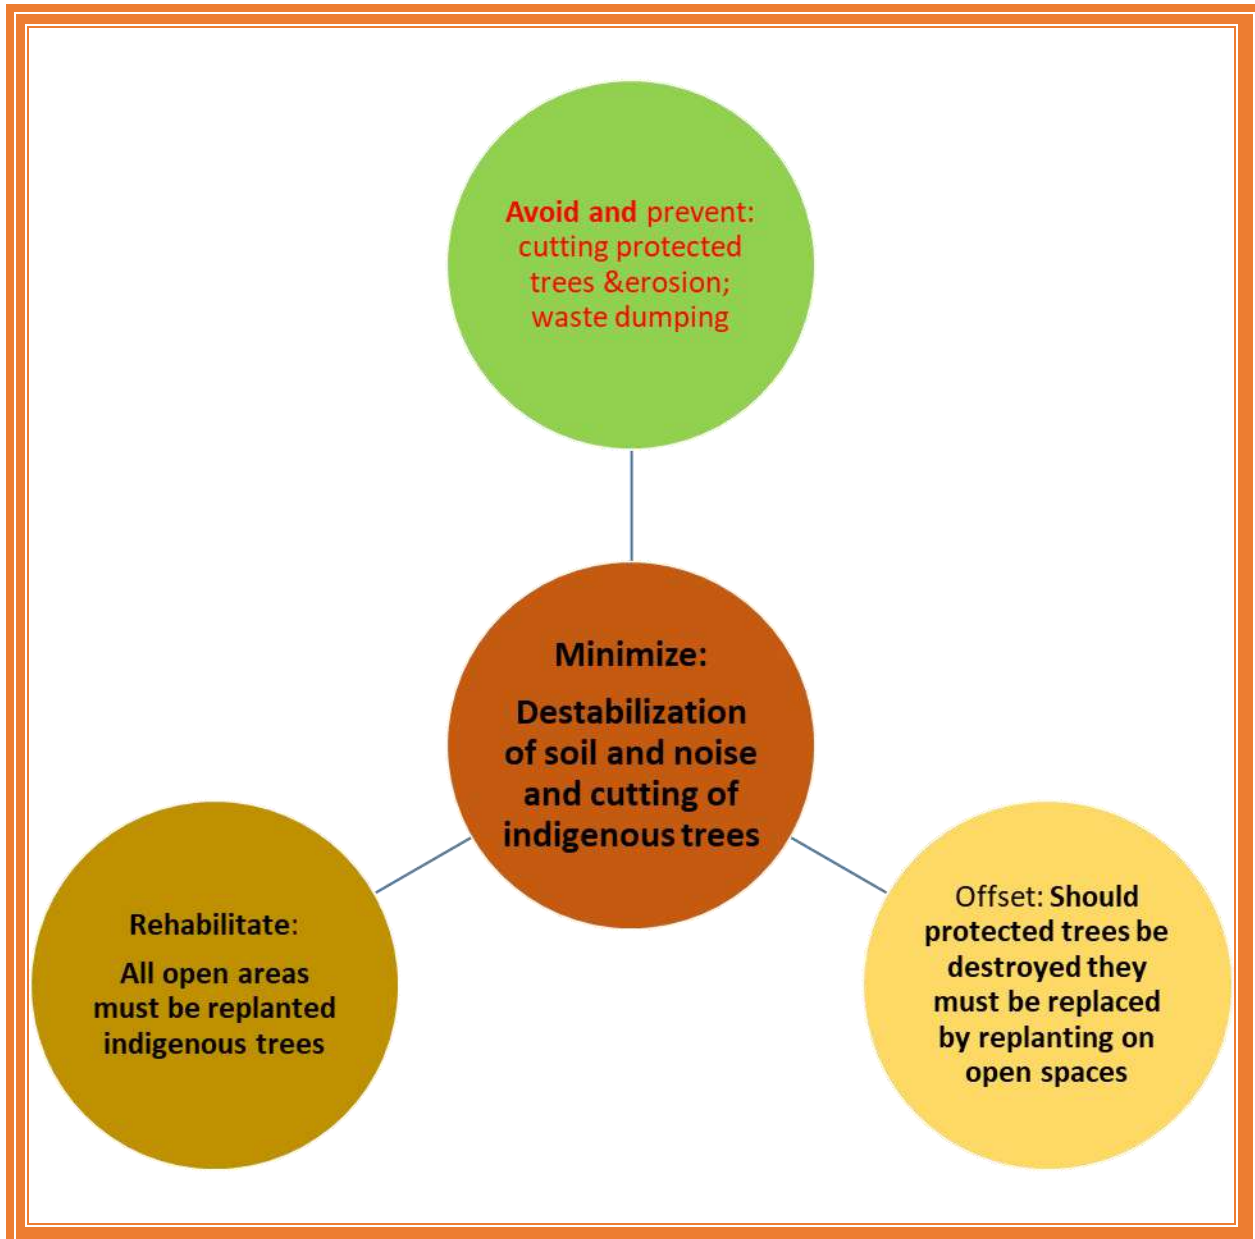 Avoid and prevent:
cutting protected
trees &erosion;
waste dumping
Minimize:
Destabilization
of soil and noise
and cutting of
indigenous trees
Rehabilitate:
All open areas
must be replanted
indigenous trees
Offset: Should
protected trees be
destroyed they
must be replaced
by replanting on
open spaces